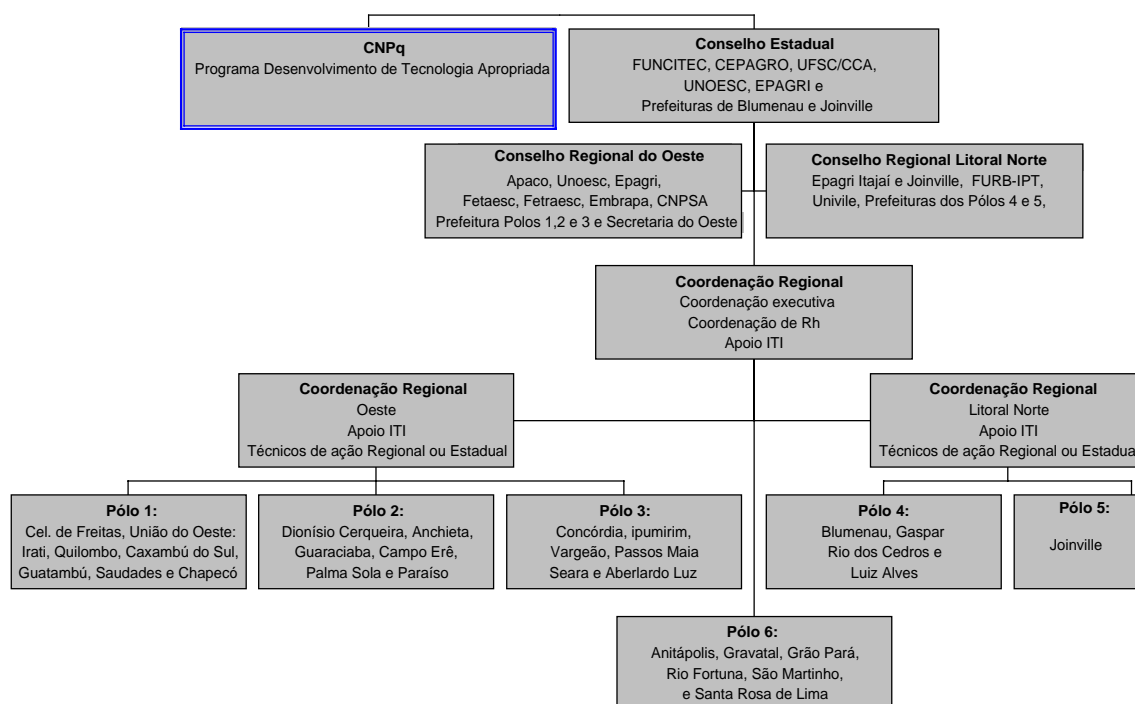 CNPq
Programa Desenvolvimento de Tecnologia Apropriada
Conselho Estadual
FUNCITEC, CEPAGRO, UFSC/CCA,
UNOESC, EPAGRI e
Prefeituras de Blumenau e Joinville
Conselho Regional do Oeste
Apaco, Unoesc, Epagri,
Fetaesc, Fetraesc, Embrapa, CNPSA
Prefeitura Polos 1,2 e 3 e Secretaria do Oeste
Conselho Regional Litoral Norte
Epagri Itajaí e Joinville, FURB-IPT,
Univile, Prefeituras dos Pólos 4 e 5,
Coordenação Regional
Coordenação executiva
Coordenação de Rh
Apoio ITI
Coordenação Regional
Oeste
Apoio ITI
Técnicos de ação Regional ou Estadual
Coordenação Regional
Litoral Norte
Apoio ITI
Técnicos de ação Regional ou Estadua
Pólo 1:
Cel. de Freitas, União do Oeste:
Irati, Quilombo, Caxambú do Sul,
Guatambú, Saudades e Chapecó
Pólo 2:
Dionísio Cerqueira, Anchieta,
Guaraciaba, Campo Erê,
Palma Sola e Paraíso
Pólo 3:
Concórdia, ipumirim,
Vargeão, Passos Maia
Seara e Aberlardo Luz
Pólo 4:
Blumenau, Gaspar
Rio dos Cedros e
Luiz Alves
Pólo 5:
Joinville
Pólo 6:
Anitápolis, Gravatal, Grão Pará,
Rio Fortuna, São Martinho,
e Santa Rosa de Lima